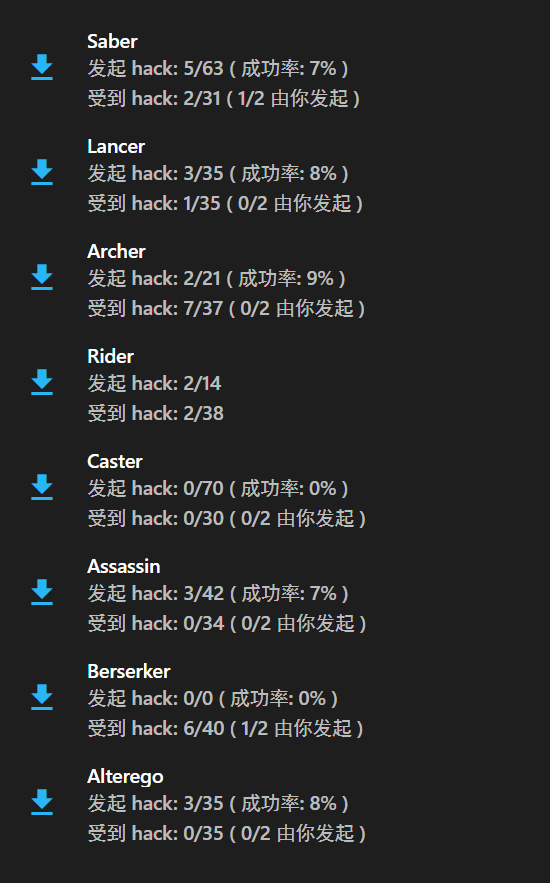 Saber
发起 hack: 5/63 ( 成功率: 7% )
受到 hack: 2/31 ( 1/2 由你发起 )
Lancer
发起 hack: 3/35 ( 成功率: 8% )
受到 hack: 1/35 ( 0/2 由你发起 )
Archer
发起 hack: 2/21 ( 成功率: 9% )
受到 hack: 7/37 ( 0/2 由你发起 )
Rider
发起 hack: 2/14
受到 hack: 2/38
Caster
发起 hack: 0/70 ( 成功率: 0% )
受到 hack: 0/30 ( 0/2 由你发起 )
Assassin
发起 hack: 3/42 ( 成功率: 7% )
受到 hack: 0/34 ( 0/2 由你发起 )
Berserker
发起 hack: 0/0 ( 成功率: 0% )
受到 hack: 6/40 ( 1/2 由你发起 )
Alterego
发起 hack: 3/35 ( 成功率: 8% )
受到 hack: 0/35 ( 0/2 由你发起 )